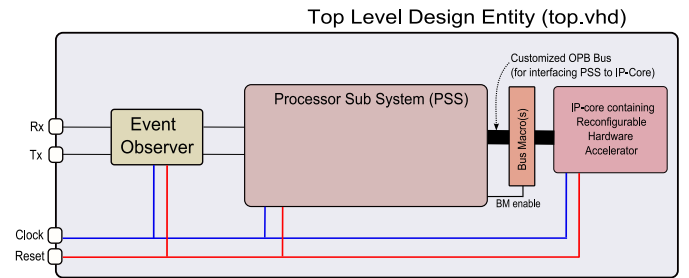 Top Level Design Entity (top.vhd)
Customized OPB Bus
(for interfacing PSS to IP-Core)
Processor Sub System (PSS)
IP-core containing
Reconfigurable
Hardware
Accelerator
Bus Macro(s)
Event
Observer
Rx
Tx
BM enable
Clock
Reset